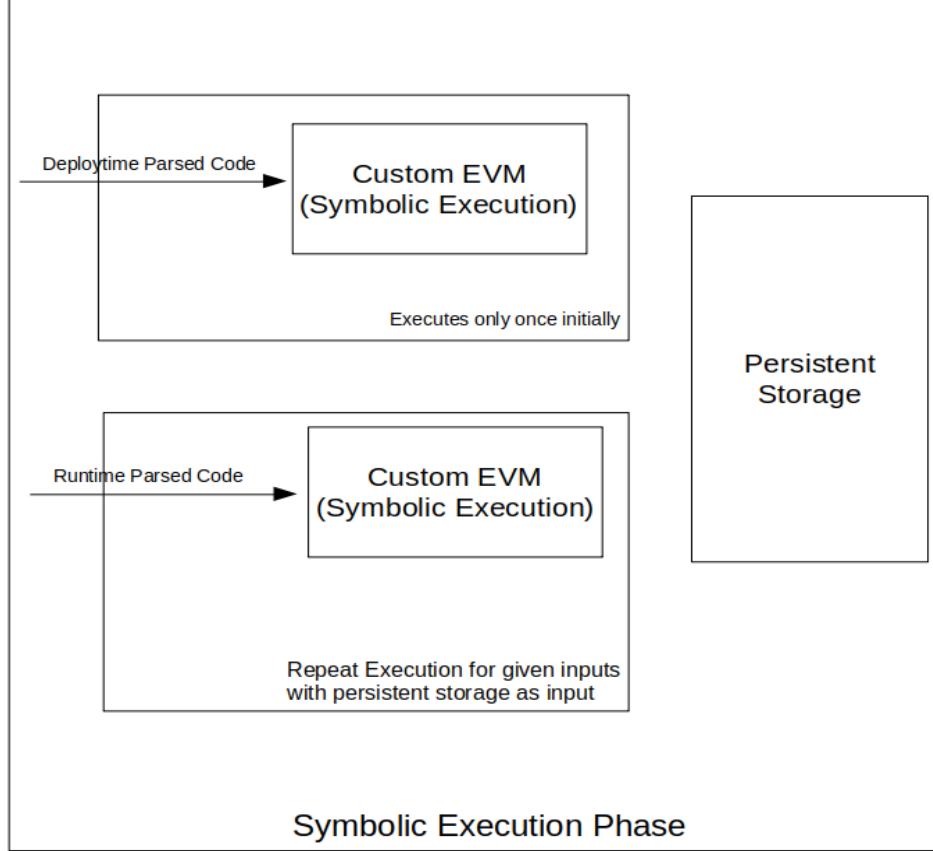 Deploytime Parsed Code
Custom EVM
(Symbolic Execution)
Executes only once initially
Persistent
Storage
Runtime Parsed Code
Custom EVM
(Symbolic Execution)
Repeat Execution for given inputs
with persistent storage as input
Symbolic Execution Phase